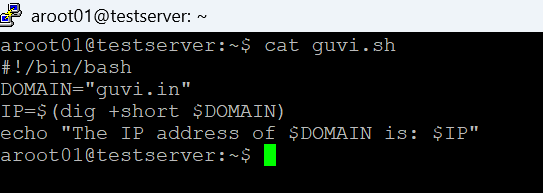 aroot01@testserver: ~
aroot01@testserver:~$ cat guvi.sh
#!/bin/bash
DOMAIN="guvi.in"
IP=$(dig +short $DOMAIN)
echo "The IP address of $DOMAIN is: $IP"
aroot01@testserver:~$